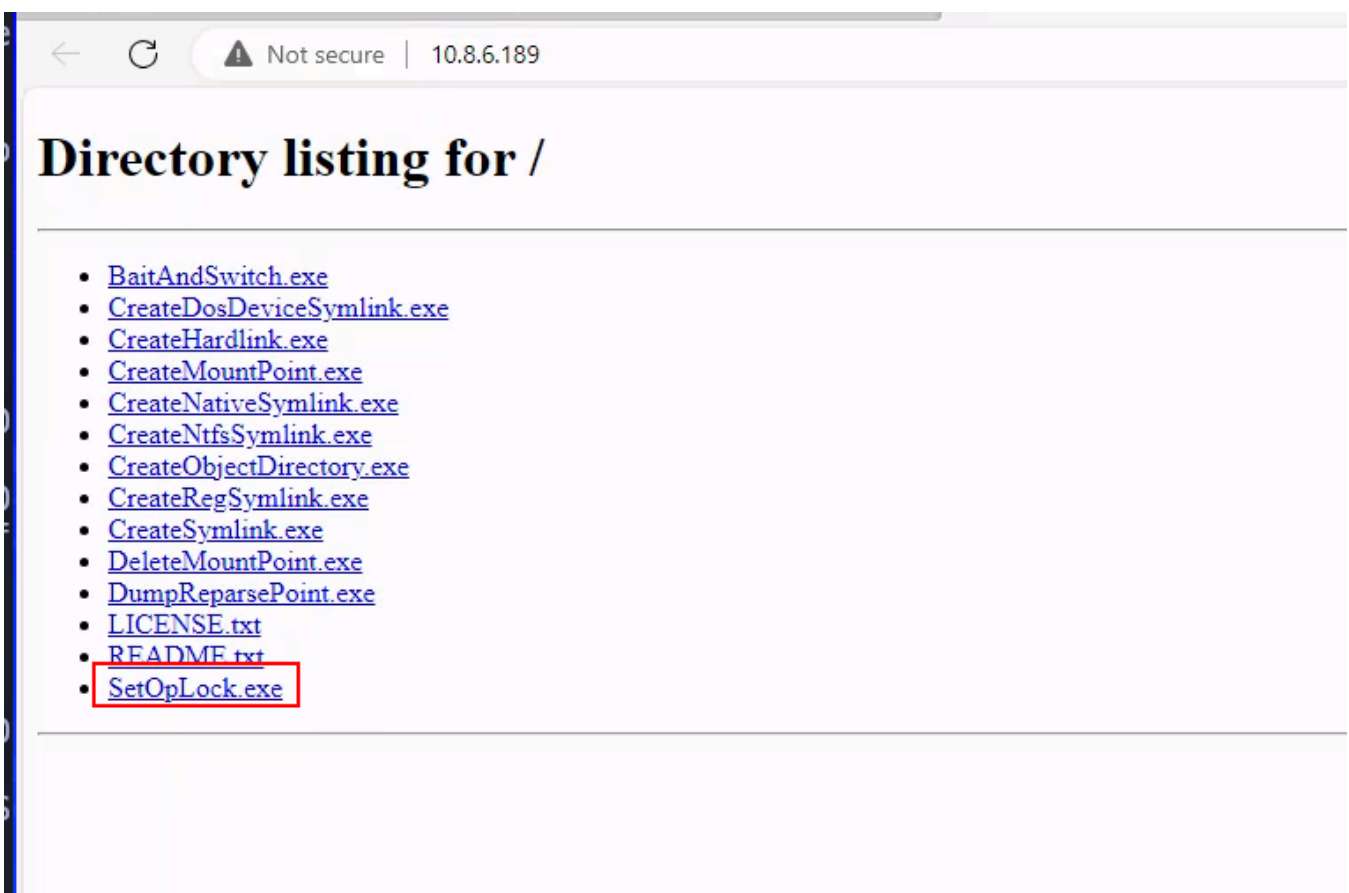 Not secure | 10.8.6.189
Directory listing for /
BaitAndSwitch.exe
CreateDosDeviceSymlink.exe
CreateHardlink.exe
CreateMountPoint.exe
CreateNativeSymlink.exe
CreateNtfsSymlink.exe
CreateObjectDirectory.exe
CreateRegSymlink.exe
CreateSymlink.exe
DeleteMountPoint.exe
DumpReparsePoint.exe
LICENSE.txt
README.txt
SetOpLock.exe